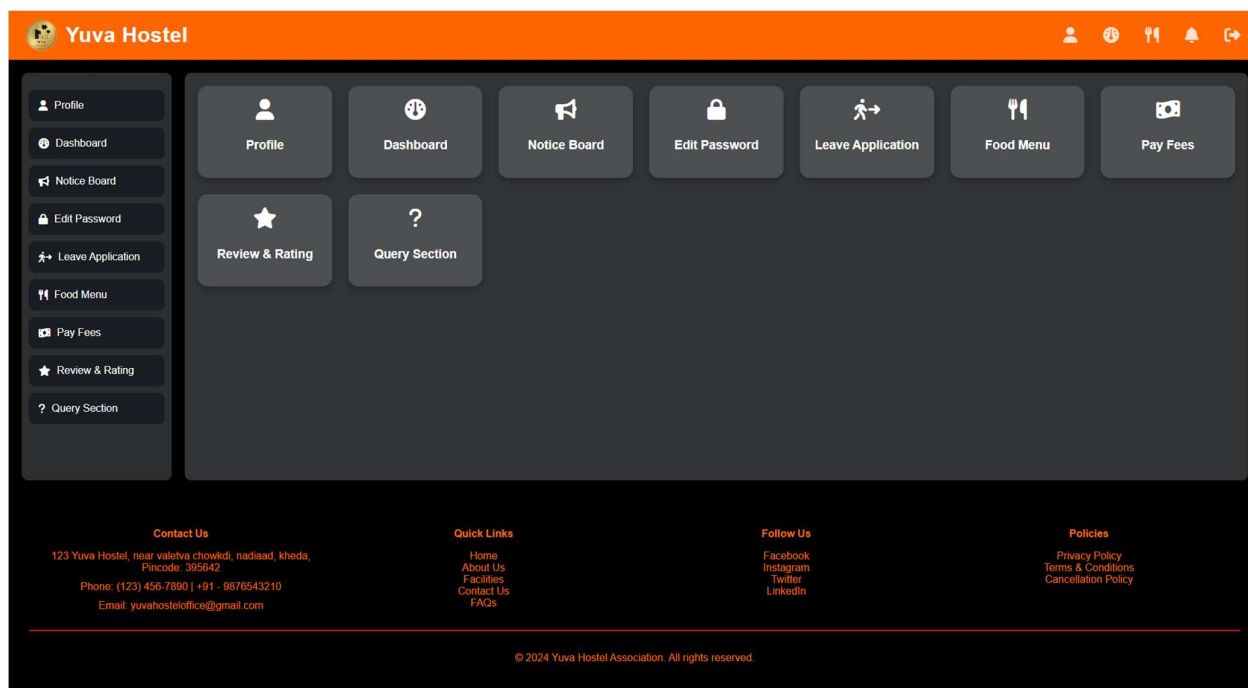 Yuva Hostel
Profile
Dashboard
Notice Board
Edit Password
Leave Application
Food Menu
Pay Fees
Review & Rating
? Query Section
Profile
Dashboard
Notice Board
Edit Password
Leave Application
Food Menu
Pay Fees
Review & Rating
?
Query Section
Contact Us
123 Yuva Hostel, near valetva chowkdi, nadiaad, kheda,
Pincode: 395642
Phone: (123) 456-7890 | +91 - 9876543210
Email: yuvahosteloffice@gmail.com
Quick Links
Home
About Us
Facilities
Contact Us
FAQs
Follow Us
Facebook
Instagram
Twitter
LinkedIn
Policies
Privacy Policy
Terms & Conditions
Cancellation Policy
© 2024 Yuva Hostel Association. All rights reserved.